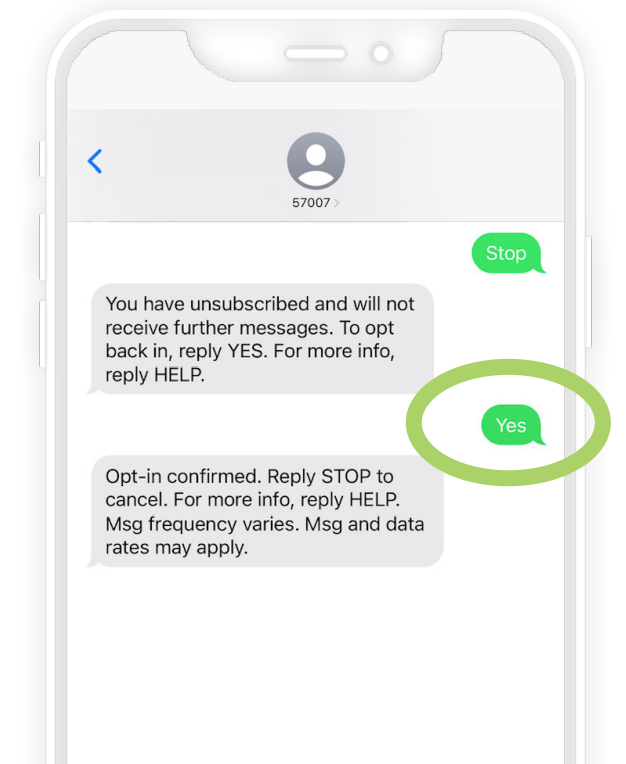 57007
Stop
You have unsubscribed and will not
receive further messages. To opt
back in, reply YES. For more info,
reply HELP.
Yes
Opt-in confirmed. Reply STOP to
cancel. For more info, reply HELP.
Msg frequency varies. Msg and data
rates may apply.